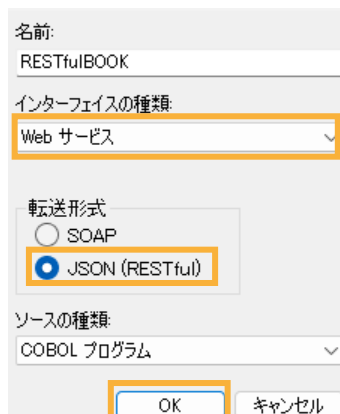 名前:
RESTfulBOOK
インターフェイスの種類:
Web サービス
転送形式
SOAP
JSON (RESTful)
ソースの種類:
COBOL プログラム
OK キャンセル